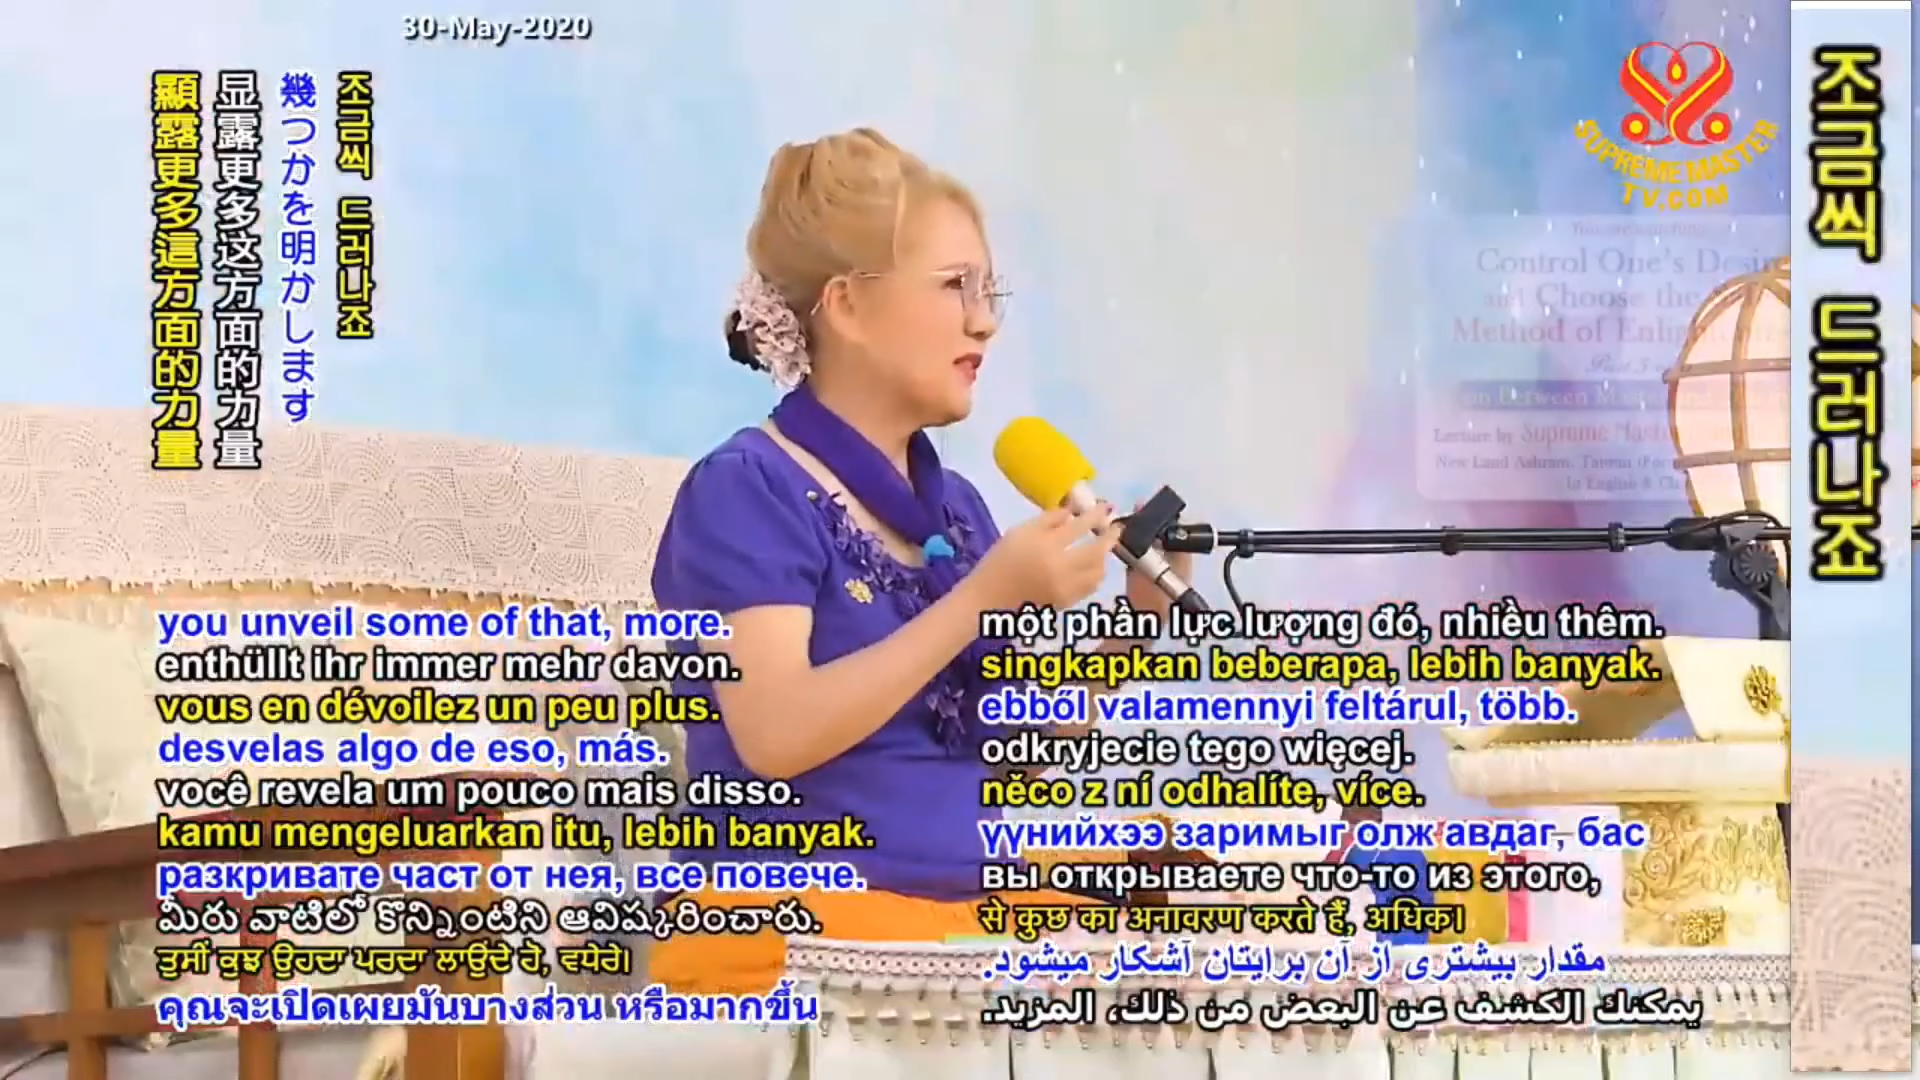 30-May-2020
顯露更多這方面的力量
显露更多这方面的力量
幾つかを明かします
조금씩 드러나죠
SUPREME MASTER
TV.COM
Control One's Desire
and Choose the
Method of
조금씩 드러나죠
you unveil some of that, more.
enthüllt ihr immer mehr davon.
vous en dévoilez un peu plus.
desvelas algo de eso, más.
você revela um pouco mais disso.
kamu mengeluarkan itu, lebih banyak.
разкривате част от нея, все повече.
మీరు వాటిలో కొన్నింటిని ఆవిష్కరించారు.
ਤੁਸੀਂ ਕੁਝ ਉਹਦਾ ਪਰਦਾ ਲਾਉਂਦੇ ਹੋ, ਵਧੇਰੇ।
คุณจะเปิดเผยมันบางส่วน หรือมากขึ้น
một phần lực lượng đó, nhiều thêm.
singkapkan beberapa, lebih banyak.
ebből valamennyi feltárul, több.
odkryjecie tego więcej.
něco z ní odhalíte, více.
үүнийхээ заримыг олж авдаг, бас
вы открываете что-то из этого,
से कुछ का अनावरण करते हैं, अधिक।
مقدار بیشتری از آن برایتان آشکار میشود.
يمكنك الكشف عن البعض من ذلك، المزيد.